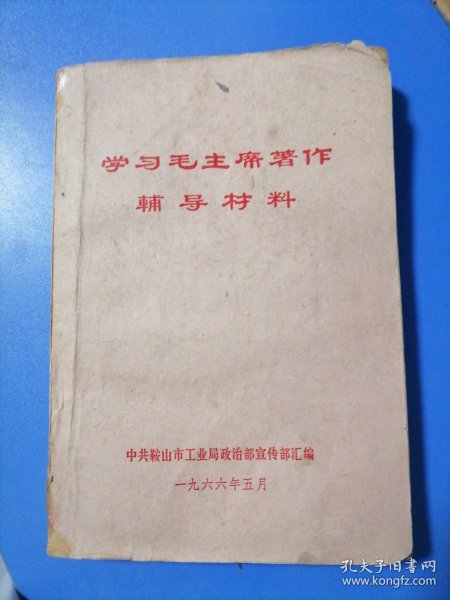 学习毛主席著作
輔导材料
中共鞍山市工业局政治部宣传部汇编
一九六六年五月
孔夫子旧书网
www.kongfz.com